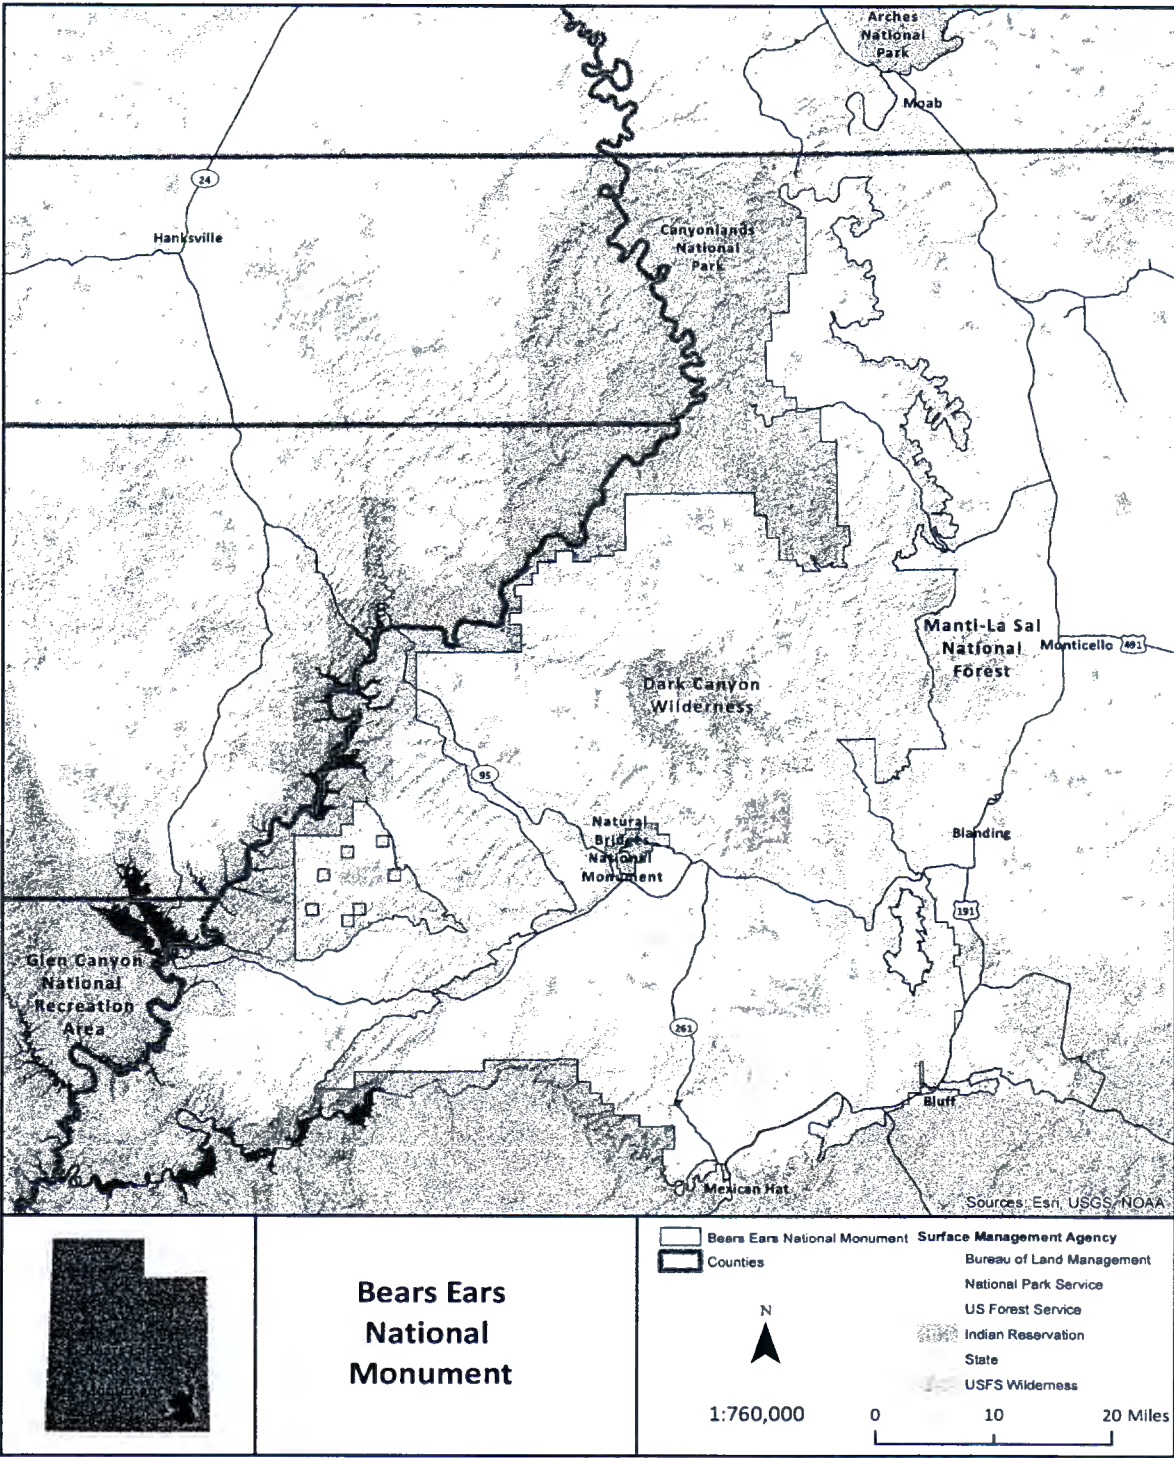 Arches
National
Park
Moab
24
Hanksville
Canyonlands
National
Park
Manti-La Sal
National
Forest
Monticello
491
Dark Canyon
Wilderness
95
Natural
Bridges
National
Monument
Blanding
191
Glen Canyon
National
Recreation
Area
261
Bluff
Mexican Hat
Sources: Esri, USGS, NOAA
Bears Ears
National
Monument
Bears Ears National Monument
Counties
N
1:760,000
Surface Management Agency
Bureau of Land Management
National Park Service
US Forest Service
Indian Reservation
State
USFS Wilderness
0 10 20 Miles